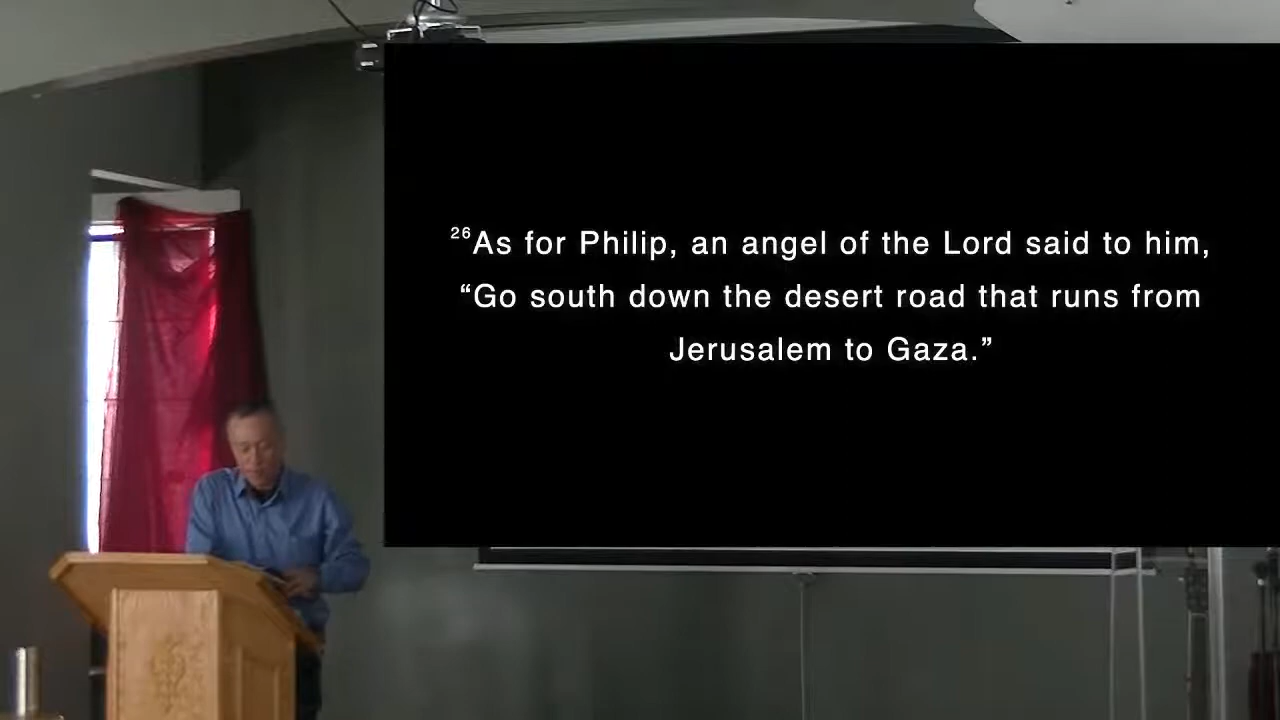 ²⁶As for Philip, an angel of the Lord said to him,
“Go south down the desert road that runs from
Jerusalem to Gaza.”